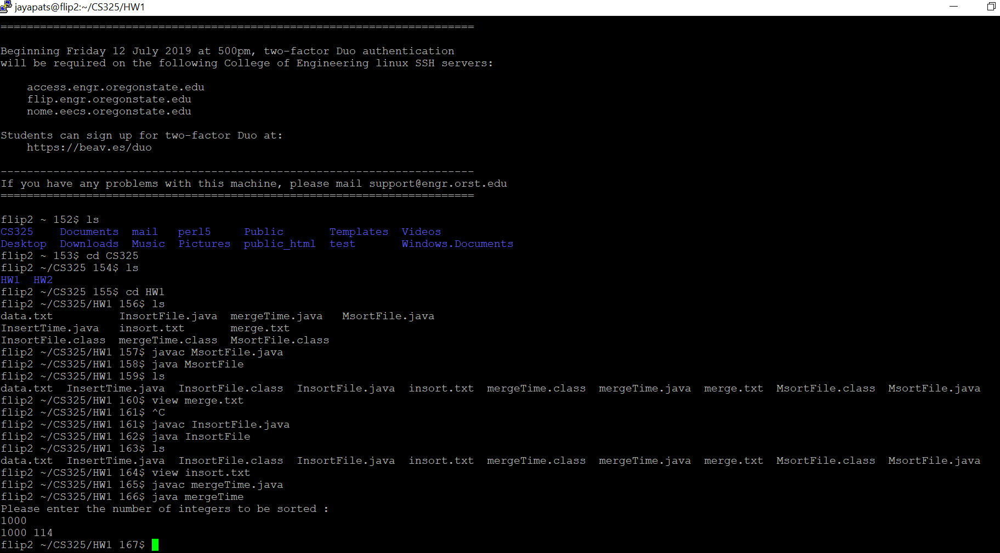 jayapats@flip2:~/CS325/HW1
========================================================================
Beginning Friday 12 July 2019 at 500pm, two-factor Duo authentication
will be required on the following College of Engineering linux SSH servers:
    access.engr.oregonstate.edu
    flip.engr.oregonstate.edu
    nome.eecs.oregonstate.edu
Students can sign up for two-factor Duo at:
    https://beav.es/duo
------------------------------------------------------------------------
If you have any problems with this machine, please mail support@engr.orst.edu
========================================================================
flip2 ~ 152$ ls
CS325    Documents  mail   perl5     Public       Templates  Videos
Desktop  Downloads  Music  Pictures  public_html  test       Windows.Documents
flip2 ~ 153$ cd CS325
flip2 ~/CS325 154$ ls
HW1  HW2
flip2 ~/CS325 155$ cd HW1
flip2 ~/CS325/HW1 156$ ls
data.txt          InsortFile.java  mergeTime.java   MsortFile.java
InsertTime.java   insort.txt       merge.txt
InsortFile.class  mergeTime.class  MsortFile.class
flip2 ~/CS325/HW1 157$ javac MsortFile.java
flip2 ~/CS325/HW1 158$ java MsortFile
flip2 ~/CS325/HW1 159$ ls
data.txt  InsertTime.java  InsortFile.class  InsortFile.java  insort.txt  mergeTime.class  mergeTime.java  merge.txt  MsortFile.class  MsortFile.java
flip2 ~/CS325/HW1 160$ view merge.txt
flip2 ~/CS325/HW1 161$ ^C
flip2 ~/CS325/HW1 161$ javac InsortFile.java
flip2 ~/CS325/HW1 162$ java InsortFile
flip2 ~/CS325/HW1 163$ ls
data.txt  InsertTime.java  InsortFile.class  InsortFile.java  insort.txt  mergeTime.class  mergeTime.java  merge.txt  MsortFile.class  MsortFile.java
flip2 ~/CS325/HW1 164$ view insort.txt
flip2 ~/CS325/HW1 165$ javac mergeTime.java
flip2 ~/CS325/HW1 166$ java mergeTime
Please enter the number of integers to be sorted :
1000
1000 114
flip2 ~/CS325/HW1 167$